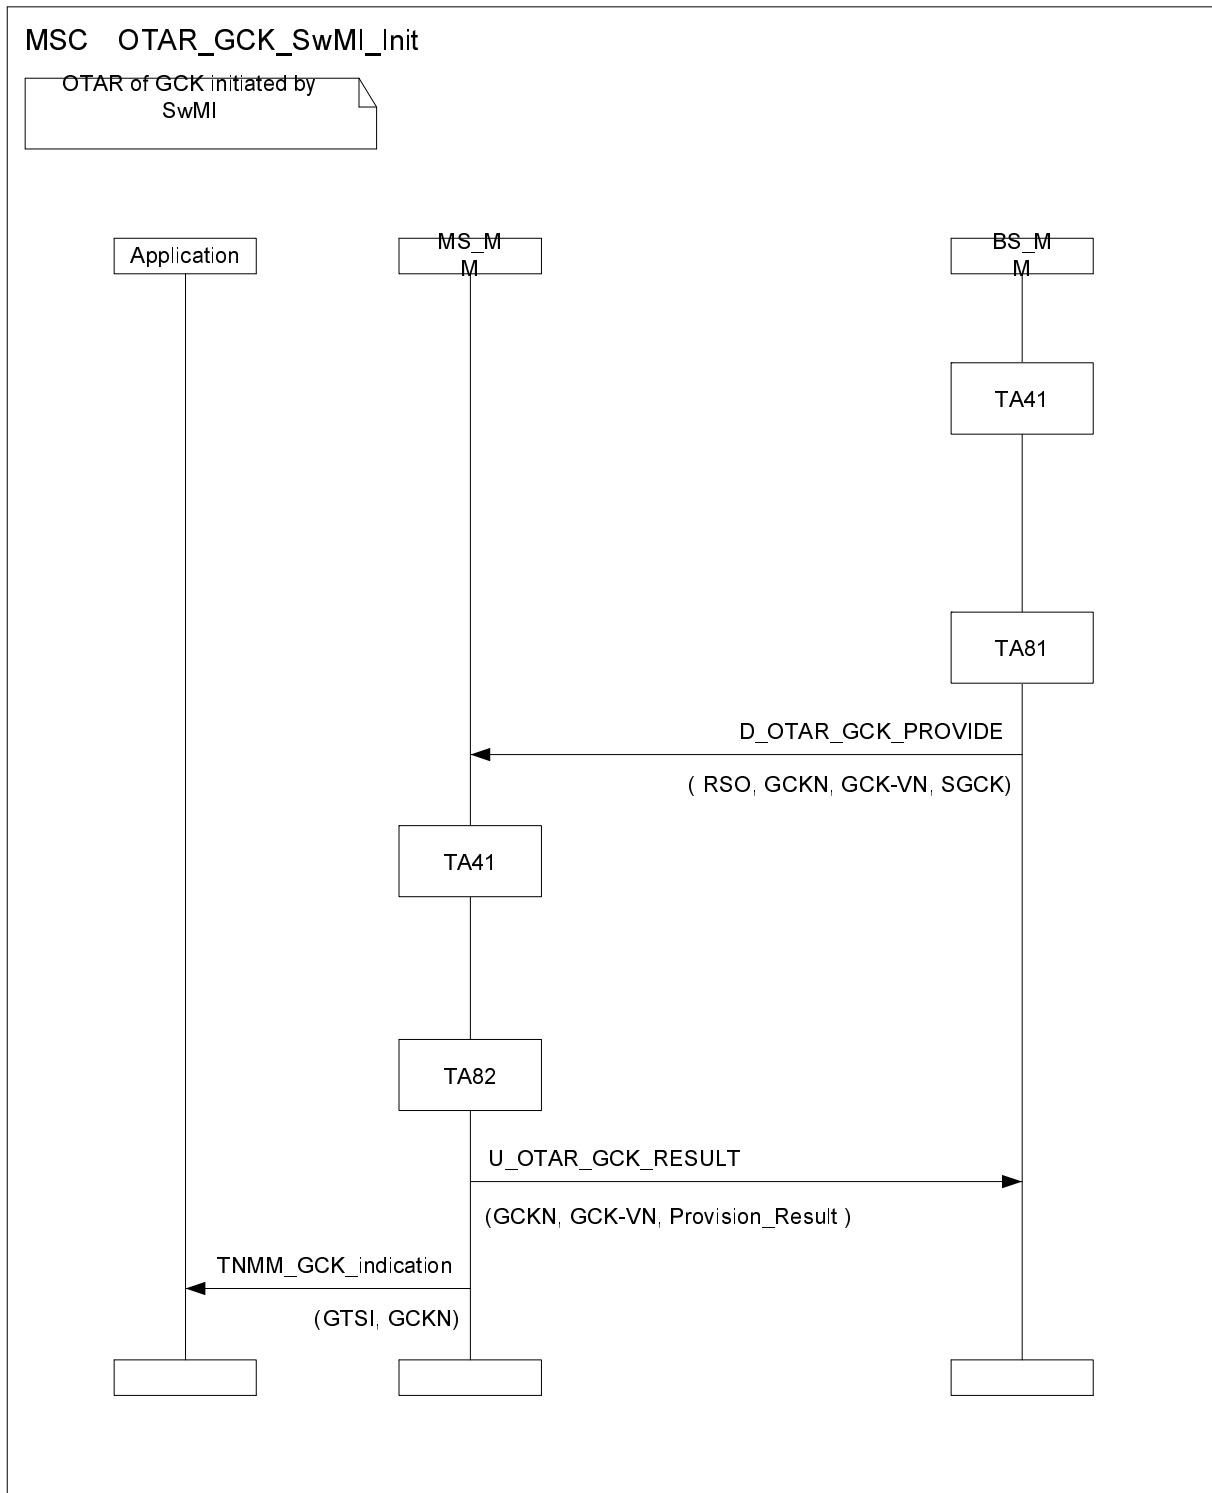 MSC OTAR_GCK_SwMI_Init
OTAR of GCK initiated by
SwMI
Application
MS_M
M
BS_M
M
TA41
TA81
D_OTAR_GCK_PROVIDE
( RSO, GCKN, GCK-VN, SGCK)
TA41
TA82
U_OTAR_GCK_RESULT
(GCKN, GCK-VN, Provision_Result )
TNMM_GCK_indication
(GTSI, GCKN)